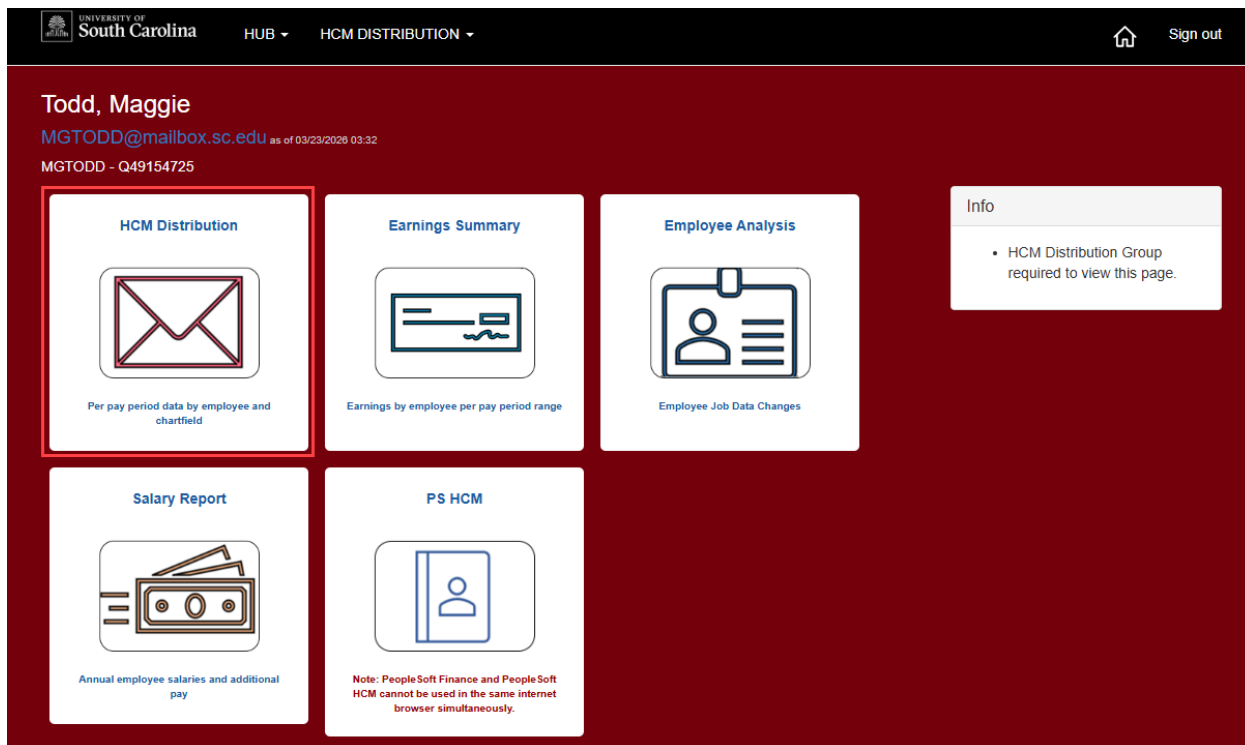 UNIVERSITY OF
South Carolina
HUB
HCM DISTRIBUTION
Sign out
Todd, Maggie
MGTODD@mailbox.sc.edu as of 03/23/2026 03:32
MGTODD - Q49154725
HCM Distribution
Per pay period data by employee and
chartfield
Earnings Summary
Earnings by employee per pay period range
Employee Analysis
Employee Job Data Changes
Info
• HCM Distribution Group
required to view this page.
Salary Report
Annual employee salaries and additional
pay
PS HCM
Note: PeopleSoft Finance and PeopleSoft
HCM cannot be used in the same internet
browser simultaneously.